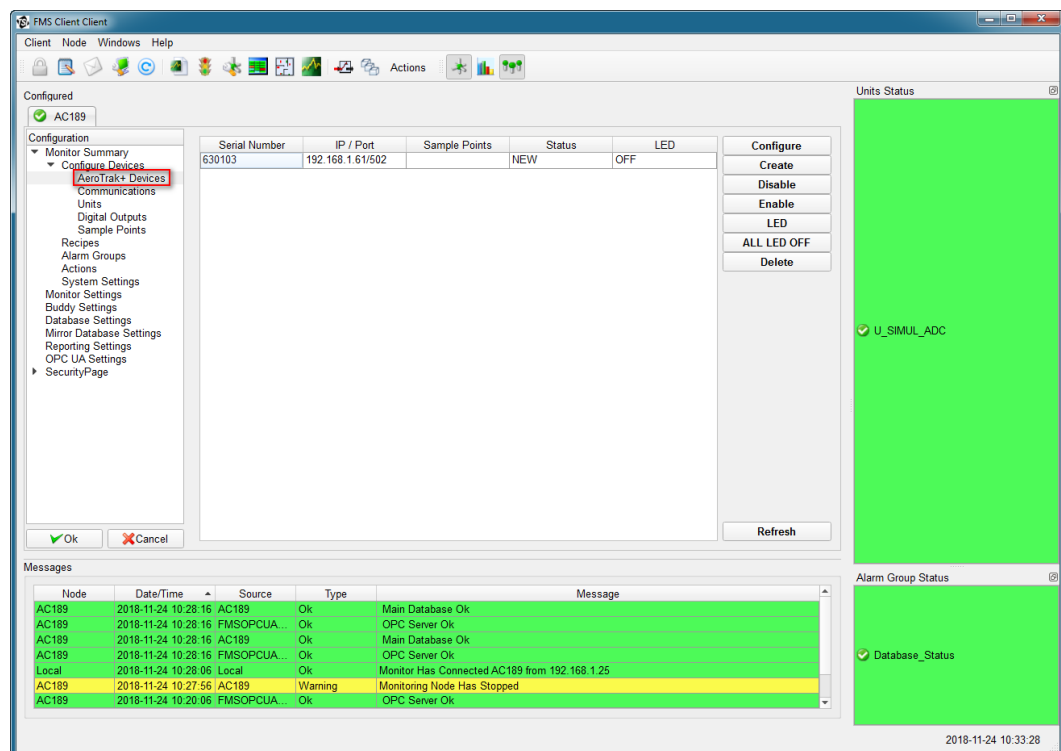 FMS Client Client
Client Node Windows Help
Actions
Configured
AC189
Configuration
Monitor Summary
Configure Devices
AeroTrak+ Devices
Communications
Units
Digital Outputs
Sample Points
Recipes
Alarm Groups
Actions
System Settings
Monitor Settings
Buddy Settings
Database Settings
Mirror Database Settings
Reporting Settings
OPC UA Settings
SecurityPage
Ok Cancel
Serial Number IP / Port Sample Points Status LED
630103 192.168.1.61/502 NEW OFF
Configure
Create
Disable
Enable
LED
ALL LED OFF
Delete
Refresh
Units Status
U_SIMUL_ADC
Messages
Node Date/Time Source Type Message
AC189 2018-11-24 10:28:16 AC189 Ok Main Database Ok
AC189 2018-11-24 10:28:16 FMSOPCUA... Ok OPC Server Ok
AC189 2018-11-24 10:28:16 AC189 Ok Main Database Ok
AC189 2018-11-24 10:28:16 FMSOPCUA... Ok OPC Server Ok
Local 2018-11-24 10:28:06 Local Ok Monitor Has Connected AC189 from 192.168.1.25
AC189 2018-11-24 10:27:56 AC189 Warning Monitoring Node Has Stopped
AC189 2018-11-24 10:20:06 FMSOPCUA... Ok OPC Server Ok
Alarm Group Status
Database_Status
2018-11-24 10:33:28